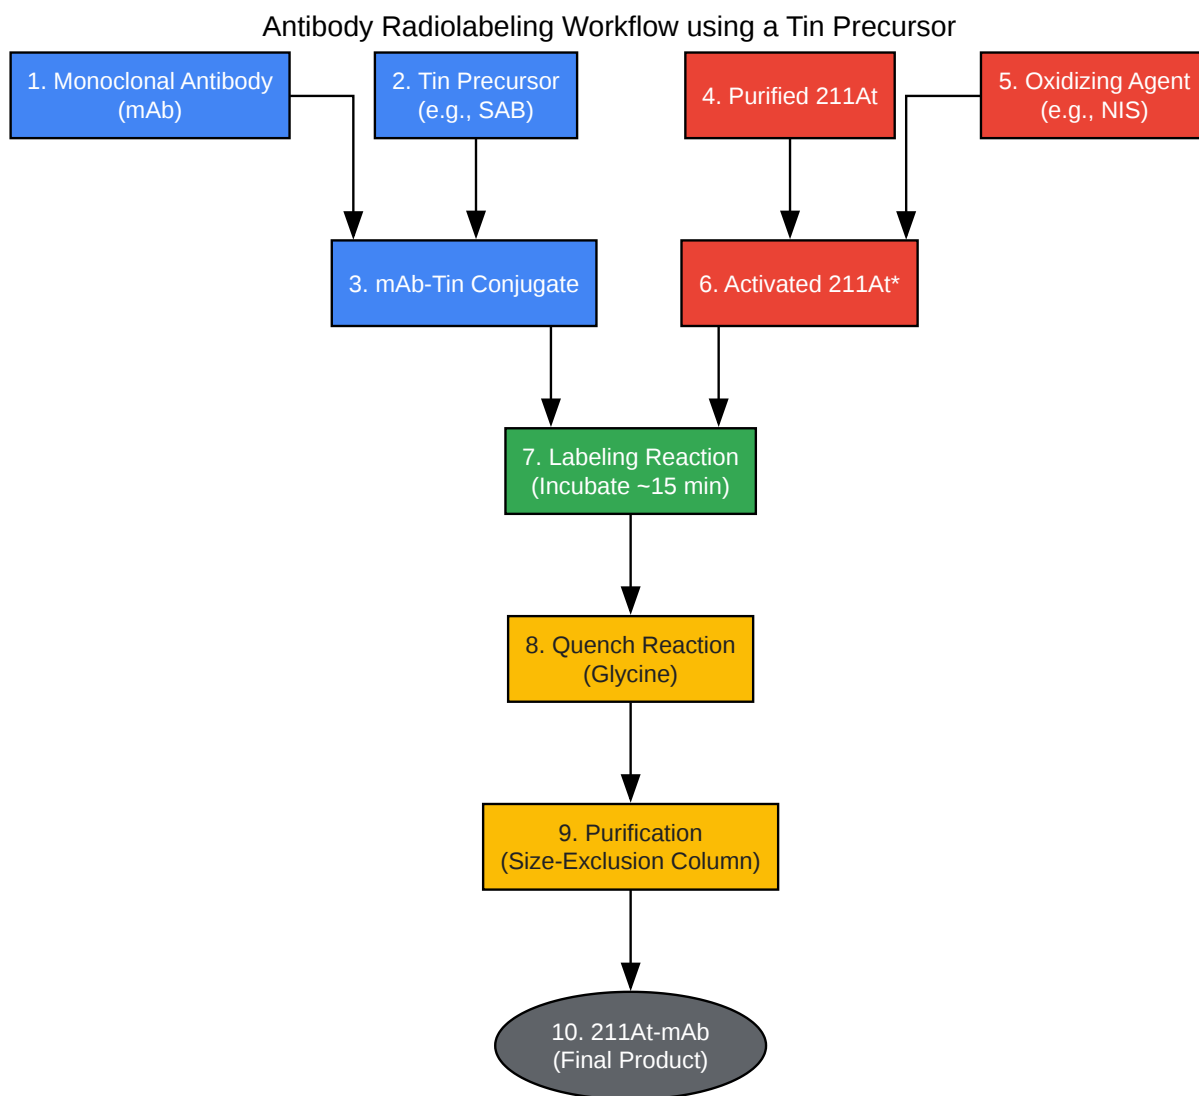 Antibody Radiolabeling Workflow using a Tin Precursor
1. Monoclonal Antibody
(mAb)
2. Tin Precursor
(e.g., SAB)
4. Purified 211At
5. Oxidizing Agent
(e.g., NIS)
3. mAb-Tin Conjugate
6. Activated 211At*
7. Labeling Reaction
(Incubate ~15 min)
8. Quench Reaction
(Glycine)
9. Purification
(Size-Exclusion Column)
10. 211At-mAb
(Final Product)